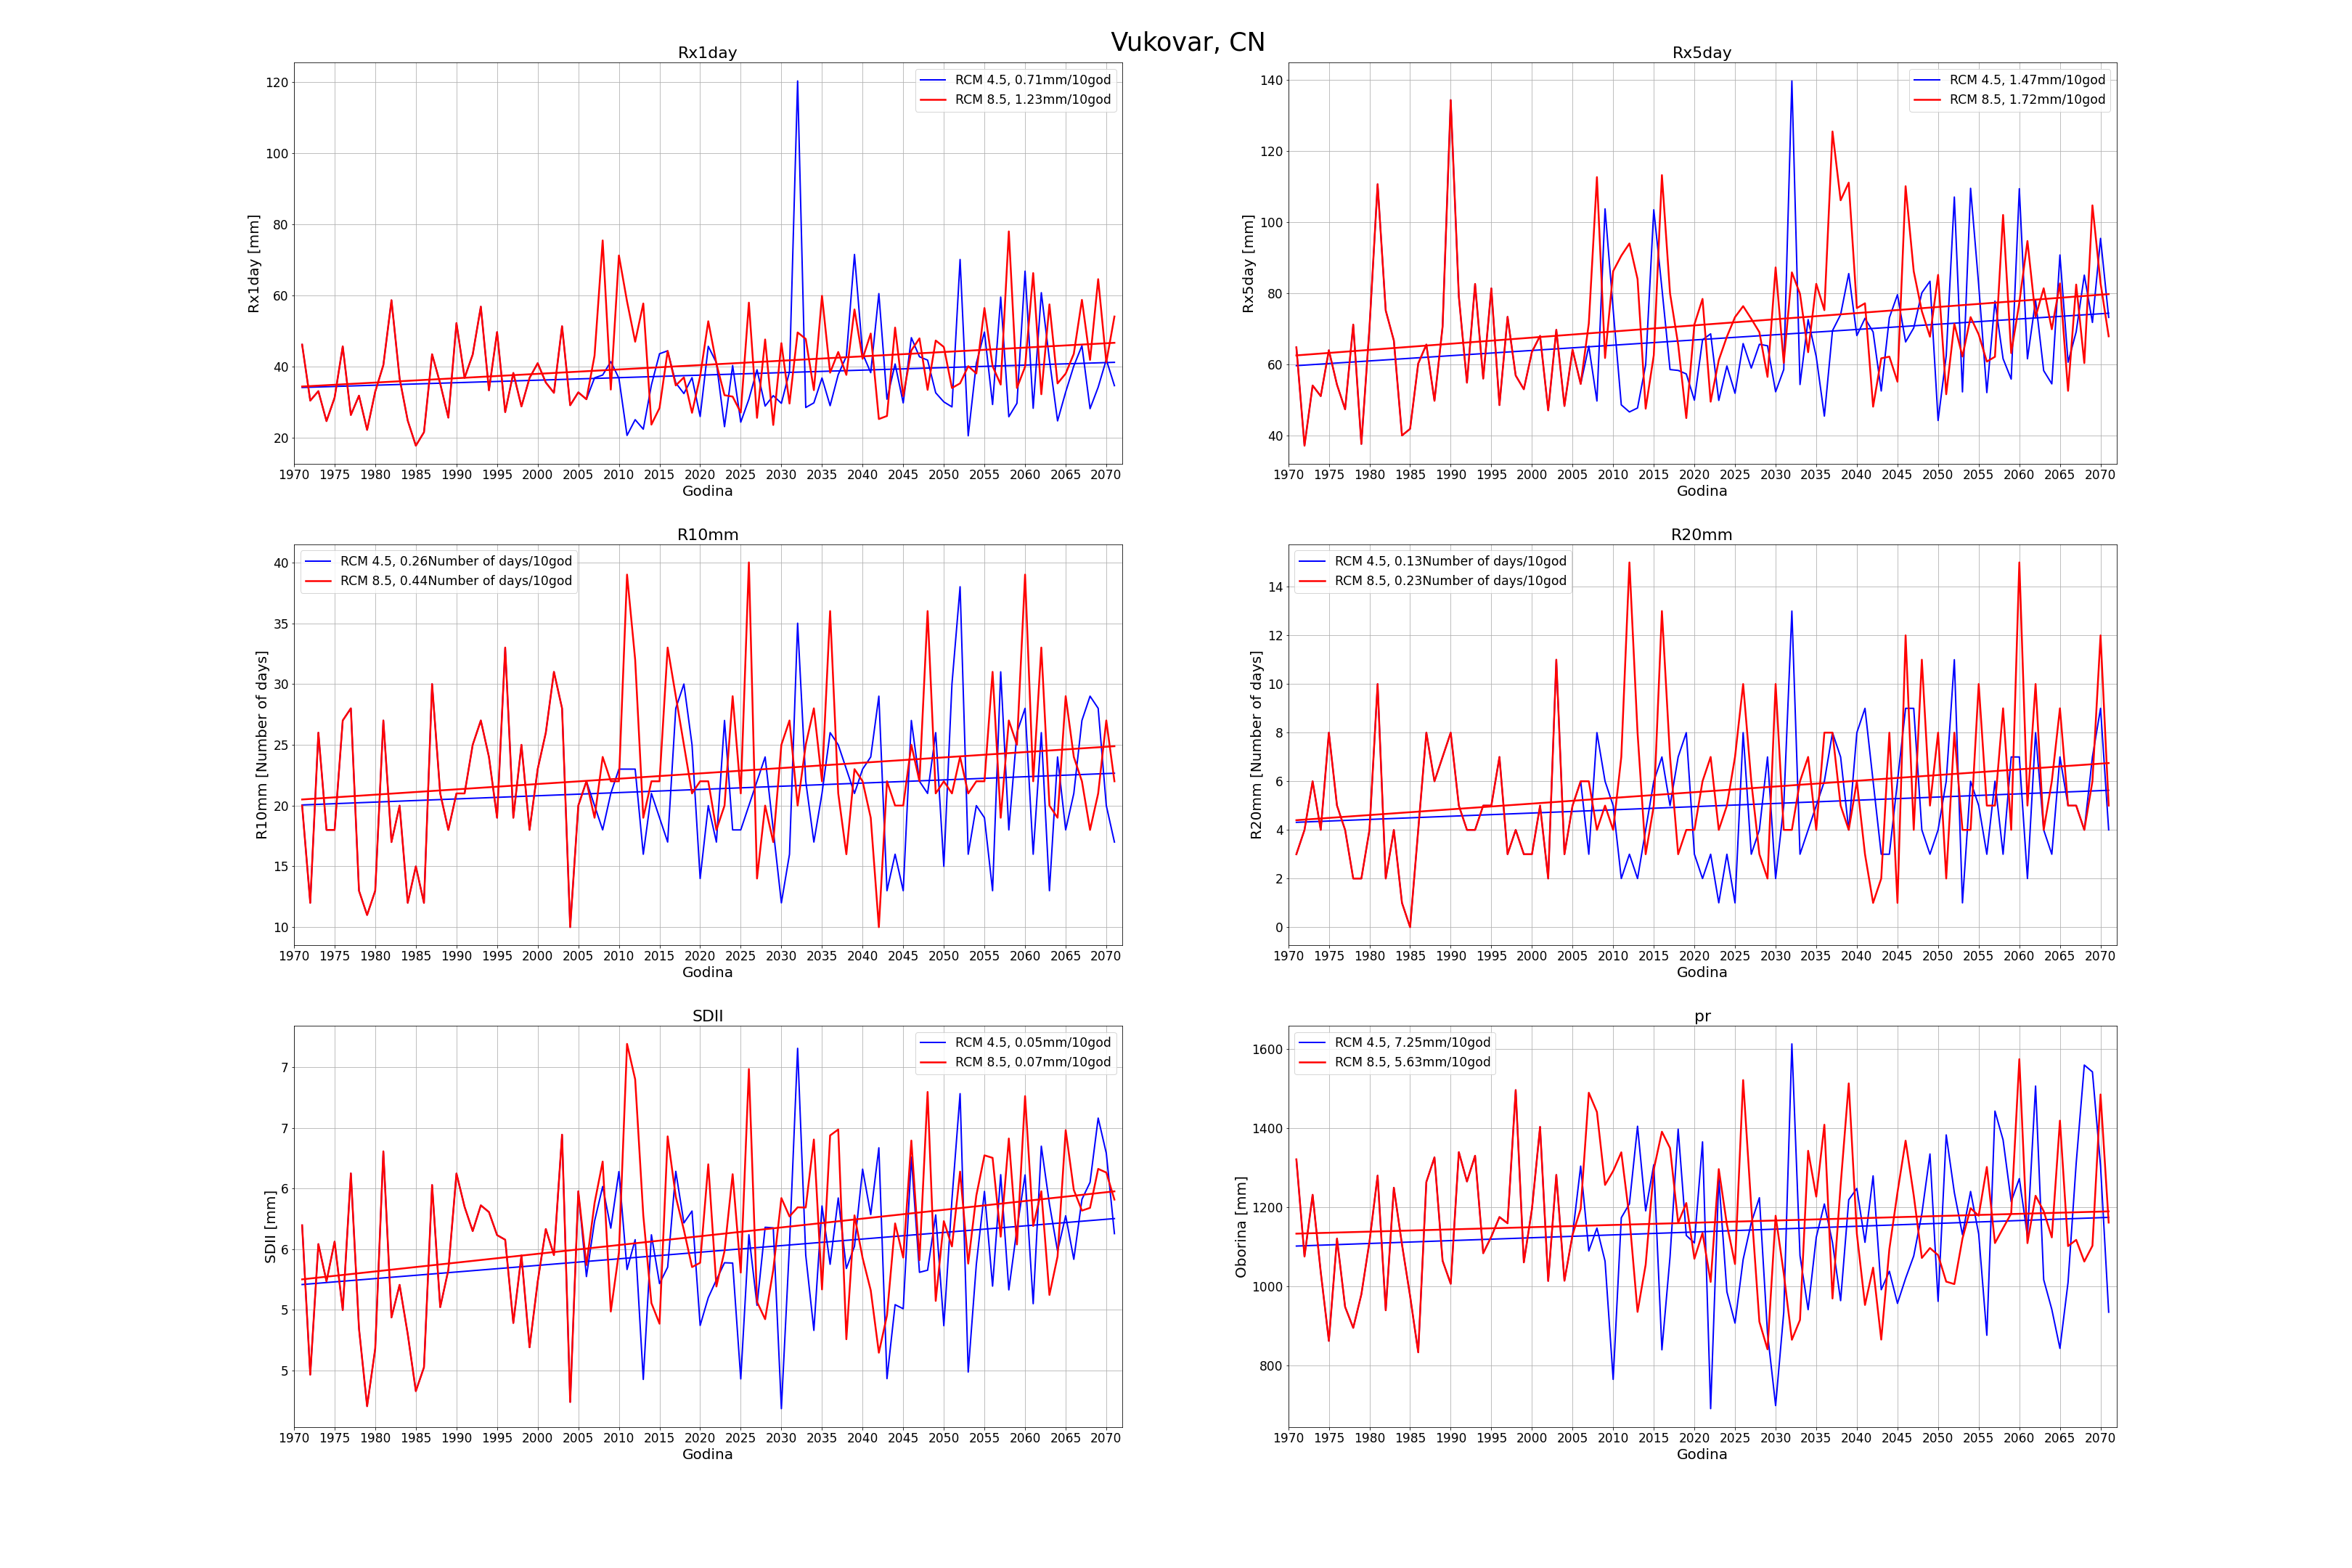 Vukovar, CN
Rx1day
RCM 4.5, 0.71mm/10god
RCM 8.5, 1.23mm/10god
Rx1day [mm]
120
100
80
60
40
20
1970 1975 1980 1985 1990 1995 2000 2005 2010 2015 2020 2025 2030 2035 2040 2045 2050 2055 2060 2065 2070
Godina
Rx5day
RCM 4.5, 1.47mm/10god
RCM 8.5, 1.72mm/10god
Rx5day [mm]
140
120
100
80
60
40
1970 1975 1980 1985 1990 1995 2000 2005 2010 2015 2020 2025 2030 2035 2040 2045 2050 2055 2060 2065 2070
Godina
R10mm
RCM 4.5, 0.26Number of days/10god
RCM 8.5, 0.44Number of days/10god
R10mm [Number of days]
40
35
30
25
20
15
10
1970 1975 1980 1985 1990 1995 2000 2005 2010 2015 2020 2025 2030 2035 2040 2045 2050 2055 2060 2065 2070
Godina
R20mm
RCM 4.5, 0.13Number of days/10god
RCM 8.5, 0.23Number of days/10god
R20mm [Number of days]
14
12
10
8
6
4
2
0
1970 1975 1980 1985 1990 1995 2000 2005 2010 2015 2020 2025 2030 2035 2040 2045 2050 2055 2060 2065 2070
Godina
SDII
RCM 4.5, 0.05mm/10god
RCM 8.5, 0.07mm/10god
SDII [mm]
7
7
6
6
5
5
1970 1975 1980 1985 1990 1995 2000 2005 2010 2015 2020 2025 2030 2035 2040 2045 2050 2055 2060 2065 2070
Godina
pr
RCM 4.5, 7.25mm/10god
RCM 8.5, 5.63mm/10god
Oborina [mm]
1600
1400
1200
1000
800
1970 1975 1980 1985 1990 1995 2000 2005 2010 2015 2020 2025 2030 2035 2040 2045 2050 2055 2060 2065 2070
Godina